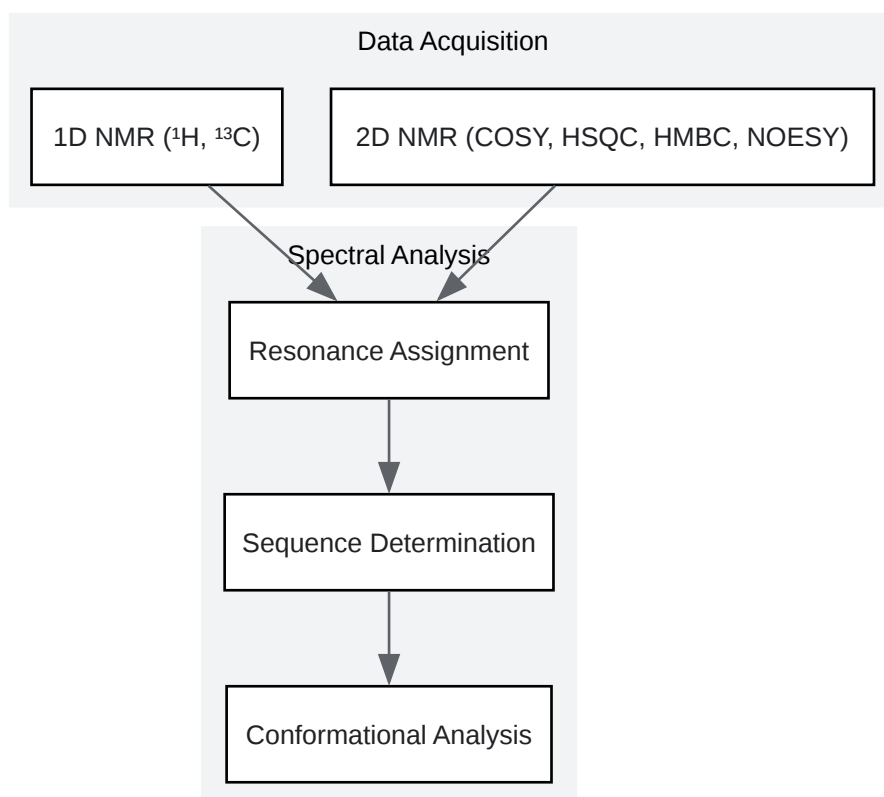 Data Acquisition
1D NMR (¹H, ¹³C)
2D NMR (COSY, HSQC, HMBC, NOESY)
Spectral Analysis
Resonance Assignment
Sequence Determination
Conformational Analysis